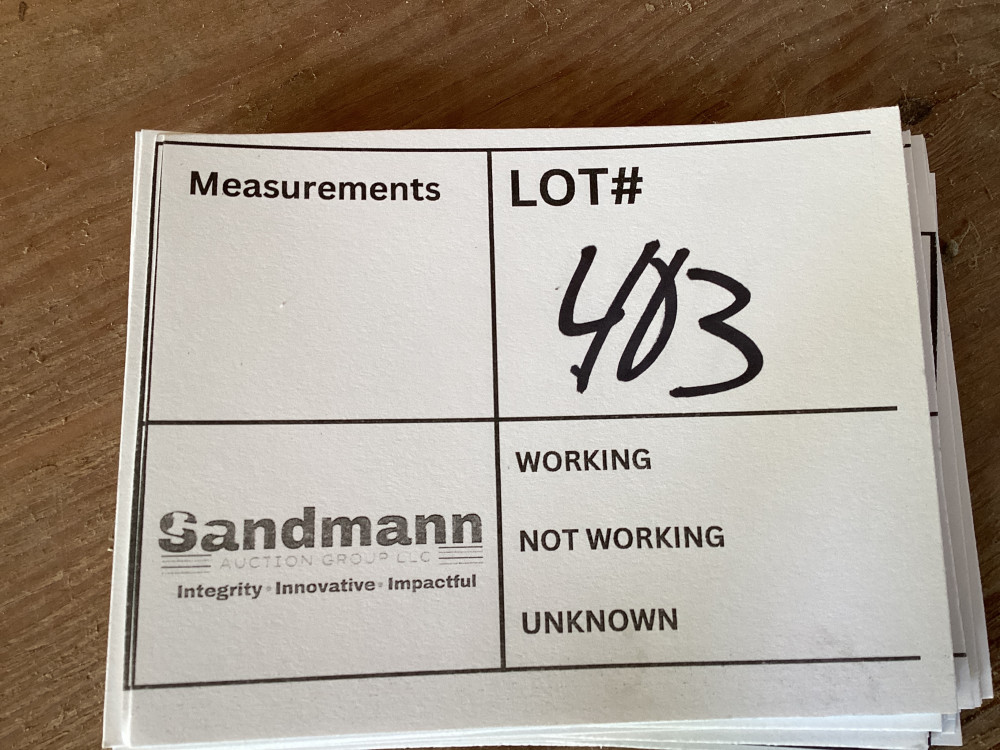 Measurements
LOT#
403
WORKING
NOT WORKING
UNKNOWN
Sandmann
AUCTION GROUP LLC
Integrity • Innovative • Impactful